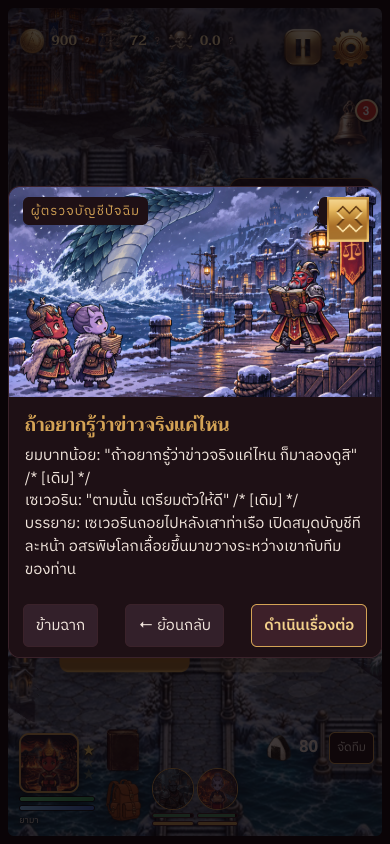 900
72
0.0
3
ผู้ตรวจบัญชีปัจฉิม
ถ้าอยากรู้ว่าข่าวจริงแค่ไหน
ยมบาทน้อย: "ถ้าอยากรู้ว่าข่าวจริงแค่ไหน ก็มาลองดูสิ"
/* [เดิม] */
เซเวอริน: "ตามนั้น เตรียมตัวให้ดี" /* [เดิม] */
บรรยาย: เซเวอรินถอยไปหลังเสาท่าเรือ เปิดสมุดบัญชีที
ละหน้า อสรพิษโลกเลื้อยขึ้นมาขวางระหว่างเขากับทีม
ของท่าน
ข้ามฉาก
← ย้อนกลับ
ดำเนินเรื่องต่อ
80
จัดทีม